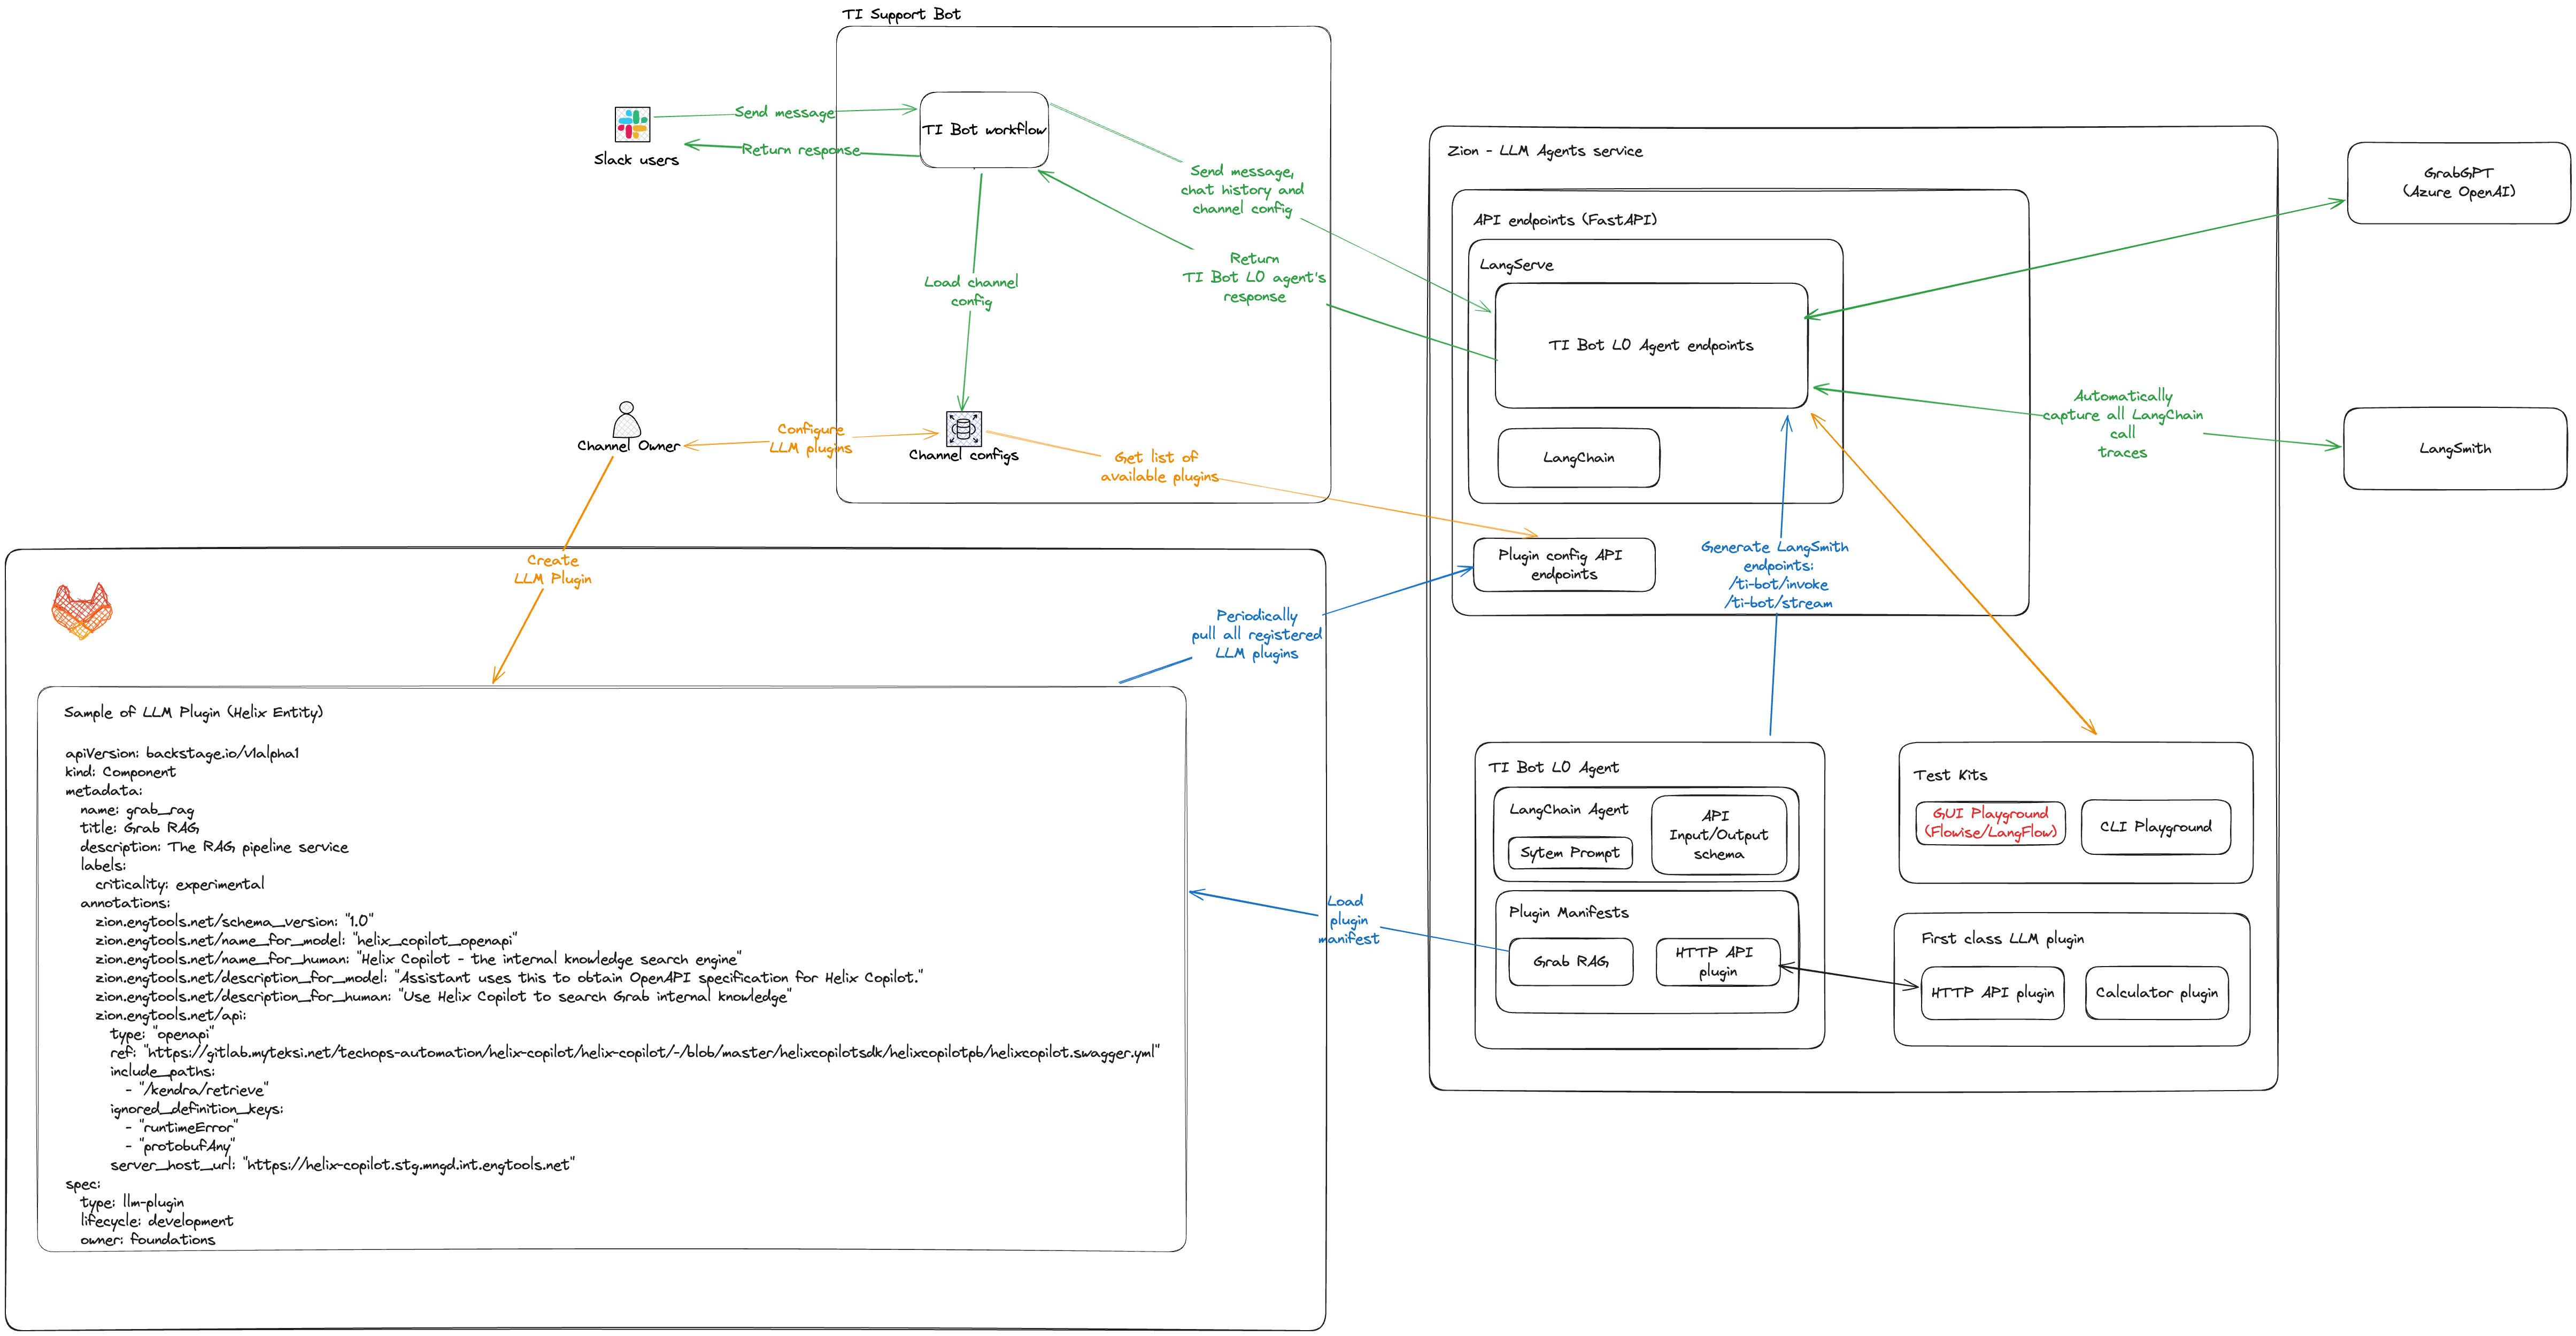 TI Support Bot
TI Bot workflow
Send message
Return response
Slack users
Send message,
chat history and
channel config
Return
TI Bot LO agent's
response
Load channel
config
Channel Owner
Configure
LLM plugins
Channel configs
Get list of
available plugins
Create
LLM Plugin
Zion - LLM Agents service
API endpoints (FastAPI)
LangServe
TI Bot LO Agent endpoints
LangChain
Plugin config API
endpoints
GrabGPT
(Azure OpenAI)
Automatically
capture all LangChain
call
traces
LangSmith
Generate LangSmith
endpoints:
/ti-bot/invoke
/ti-bot/stream
Periodically
pull all registered
LLM plugins
Sample of LLM Plugin (Helix Entity)
apiVersion: backstage.io/v1alpha1
kind: Component
metadata:
name: grab_rag
title: Grab RAG
description: The RAG pipeline service
labels:
criticality: experimental
annotations:
zion.engtools.net/schema_version: "1.0"
zion.engtools.net/name_for_model: "helix_copilot_openapi"
zion.engtools.net/name_for_human: "Helix Copilot - the internal knowledge search engine"
zion.engtools.net/description_for_model: "Assistant uses this to obtain OpenAPI specification for Helix Copilot."
zion.engtools.net/description_for_human: "Use Helix Copilot to search Grab internal knowledge"
zion.engtools.net/api:
type: "openapi"
ref: "https://gitlab.myteksi.net/techops-automation/helix-copilot/helix-copilot/-/blob/master/helixcopilotsdk/helixcopilotpb/helixcopilot.swagger.yml"
include_paths:
- "/kendra/retrieve"
ignored_definition_keys:
- "runtimeError"
- "protobufAny"
server_host_url: "https://helix-copilot.stg.mngd.int.engtools.net"
spec:
type: llm-plugin
lifecycle: development
owner: foundations
Load
plugin
manifest
TI Bot LO Agent
LangChain Agent
Sytem Prompt
API
Input/Output
schema
Plugin Manifests
Grab RAG
HTTP API
plugin
Test Kits
GUI Playground
(Flowise/LangFlow)
CLI Playground
First class LLM plugin
HTTP API plugin
Calculator plugin